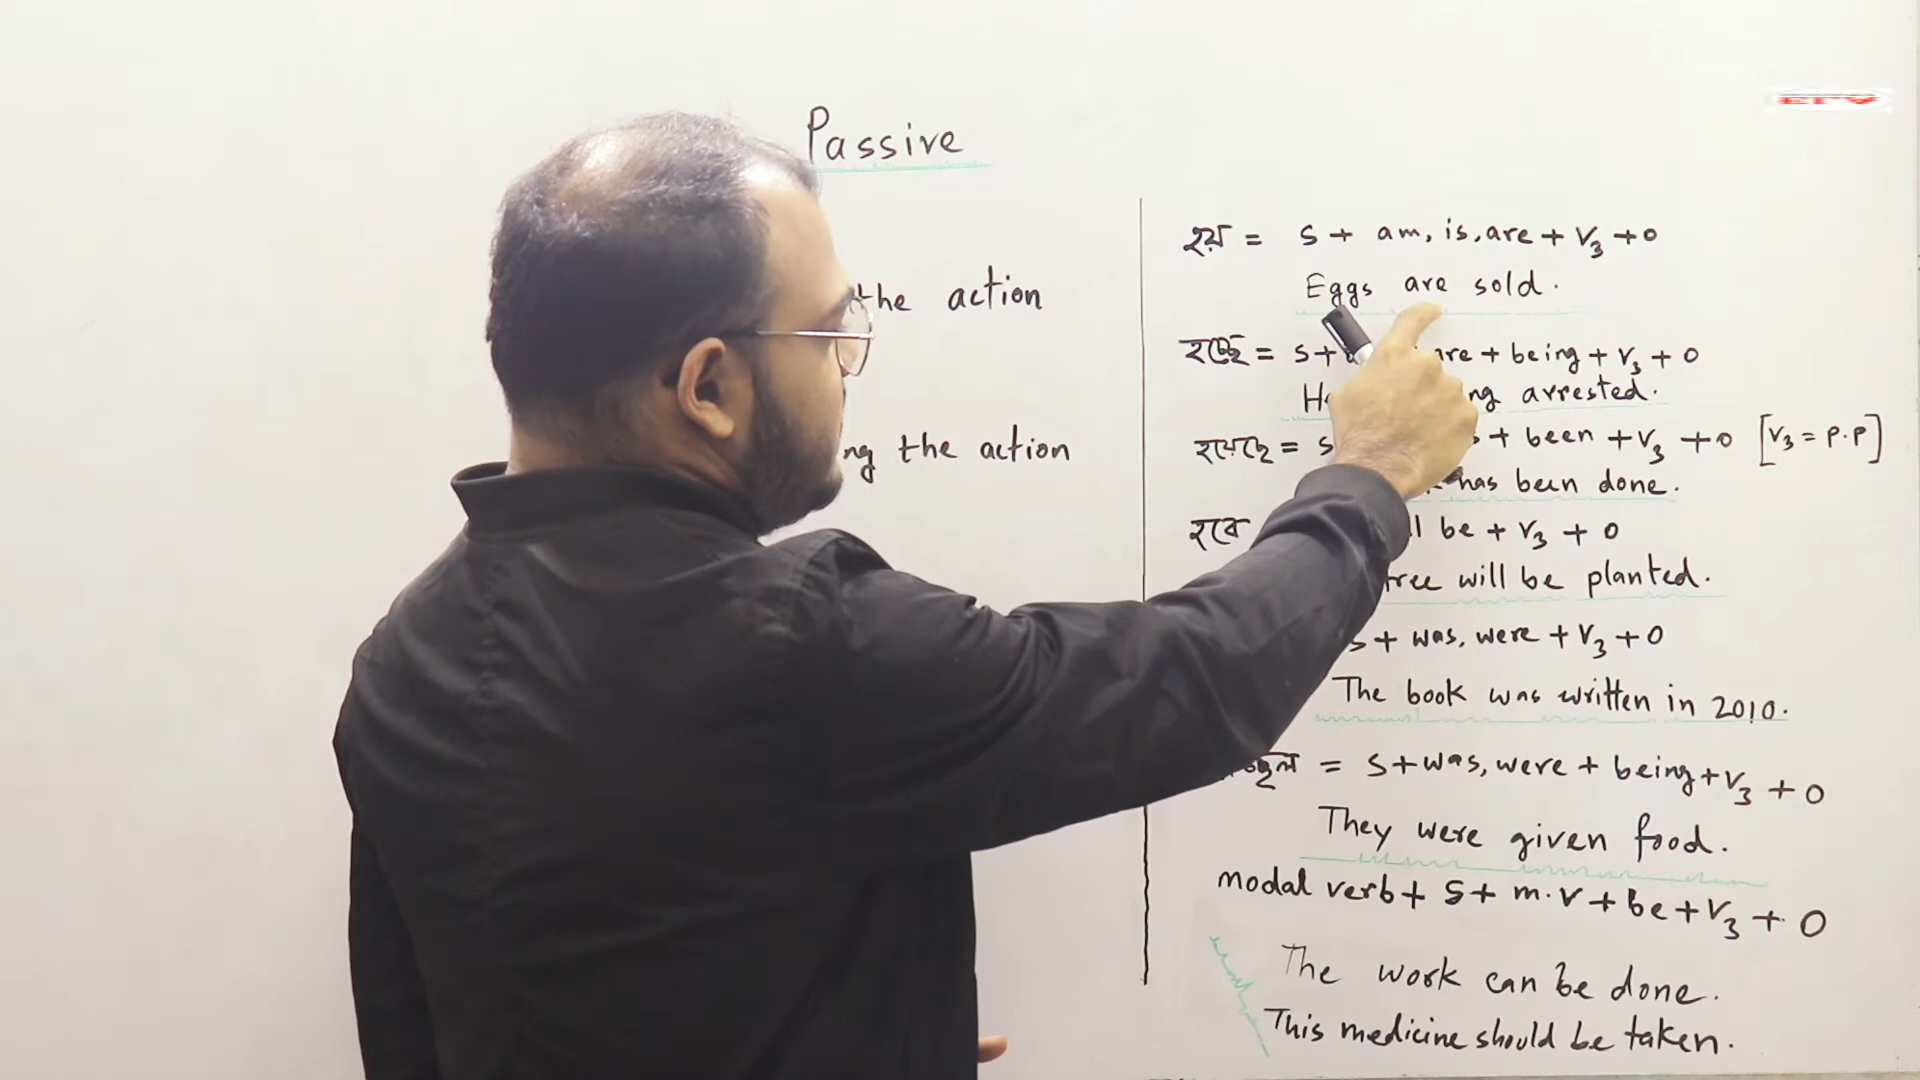 Passive
the action
ng the action
হয় = S + am, is, are + V3 + O
Eggs are sold.
হচ্ছে = S + are + being + V3 + O
ng arrested.
হয়েছে = S + been + V3 + O [V3 = P.P]
has been done.
হবে be + V3 + O
tree will be planted.
S + was, were + V3 + O
The book was written in 2010.
= S + was, were + being + V3 + O
They were given food.
modal verb + S + m.v + be + V3 + O
The work can be done.
This medicine should be taken.